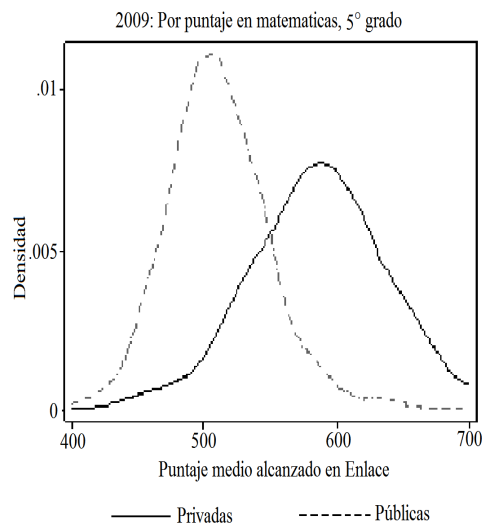 2009: Por puntaje en matematicas, 5° grado
.01
.005
0
Densidad
400 500 600 700
Puntaje medio alcanzado en Enlace
Privadas Públicas